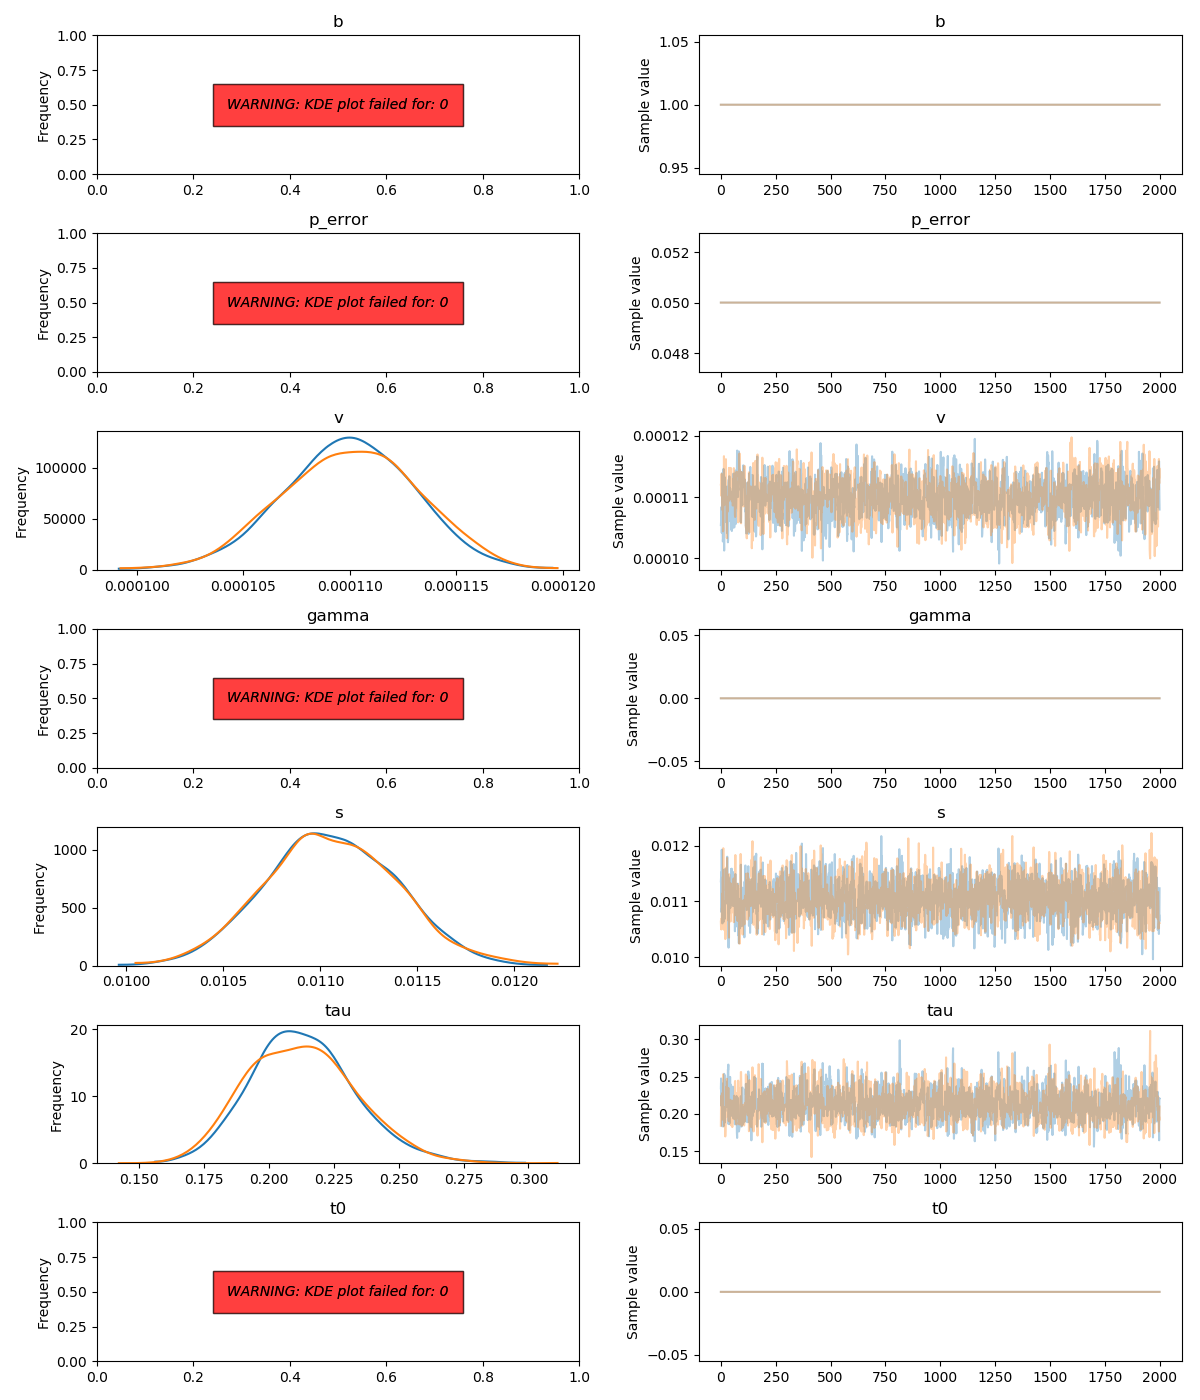 b
b
1.00
0.75
0.50
0.25
0.00
Frequency
WARNING: KDE plot failed for: 0
0.0 0.2 0.4 0.6 0.8 1.0
1.05
1.00
0.95
Sample value
0 250 500 750 1000 1250 1500 1750 2000
p_error
p_error
1.00
0.75
0.50
0.25
0.00
Frequency
WARNING: KDE plot failed for: 0
0.0 0.2 0.4 0.6 0.8 1.0
0.052
0.050
0.048
Sample value
0 250 500 750 1000 1250 1500 1750 2000
v
v
100000
50000
0
Frequency
0.000100 0.000105 0.000110 0.000115 0.000120
0.00012
0.00011
0.00010
Sample value
0 250 500 750 1000 1250 1500 1750 2000
gamma
gamma
1.00
0.75
0.50
0.25
0.00
Frequency
WARNING: KDE plot failed for: 0
0.0 0.2 0.4 0.6 0.8 1.0
0.05
0.00
−0.05
Sample value
0 250 500 750 1000 1250 1500 1750 2000
s
s
1000
500
0
Frequency
0.0100 0.0105 0.0110 0.0115 0.0120
0.012
0.011
0.010
Sample value
0 250 500 750 1000 1250 1500 1750 2000
tau
tau
20
10
0
Frequency
0.150 0.175 0.200 0.225 0.250 0.275 0.300
0.30
0.25
0.20
0.15
Sample value
0 250 500 750 1000 1250 1500 1750 2000
t0
t0
1.00
0.75
0.50
0.25
0.00
Frequency
WARNING: KDE plot failed for: 0
0.0 0.2 0.4 0.6 0.8 1.0
0.05
0.00
−0.05
Sample value
0 250 500 750 1000 1250 1500 1750 2000